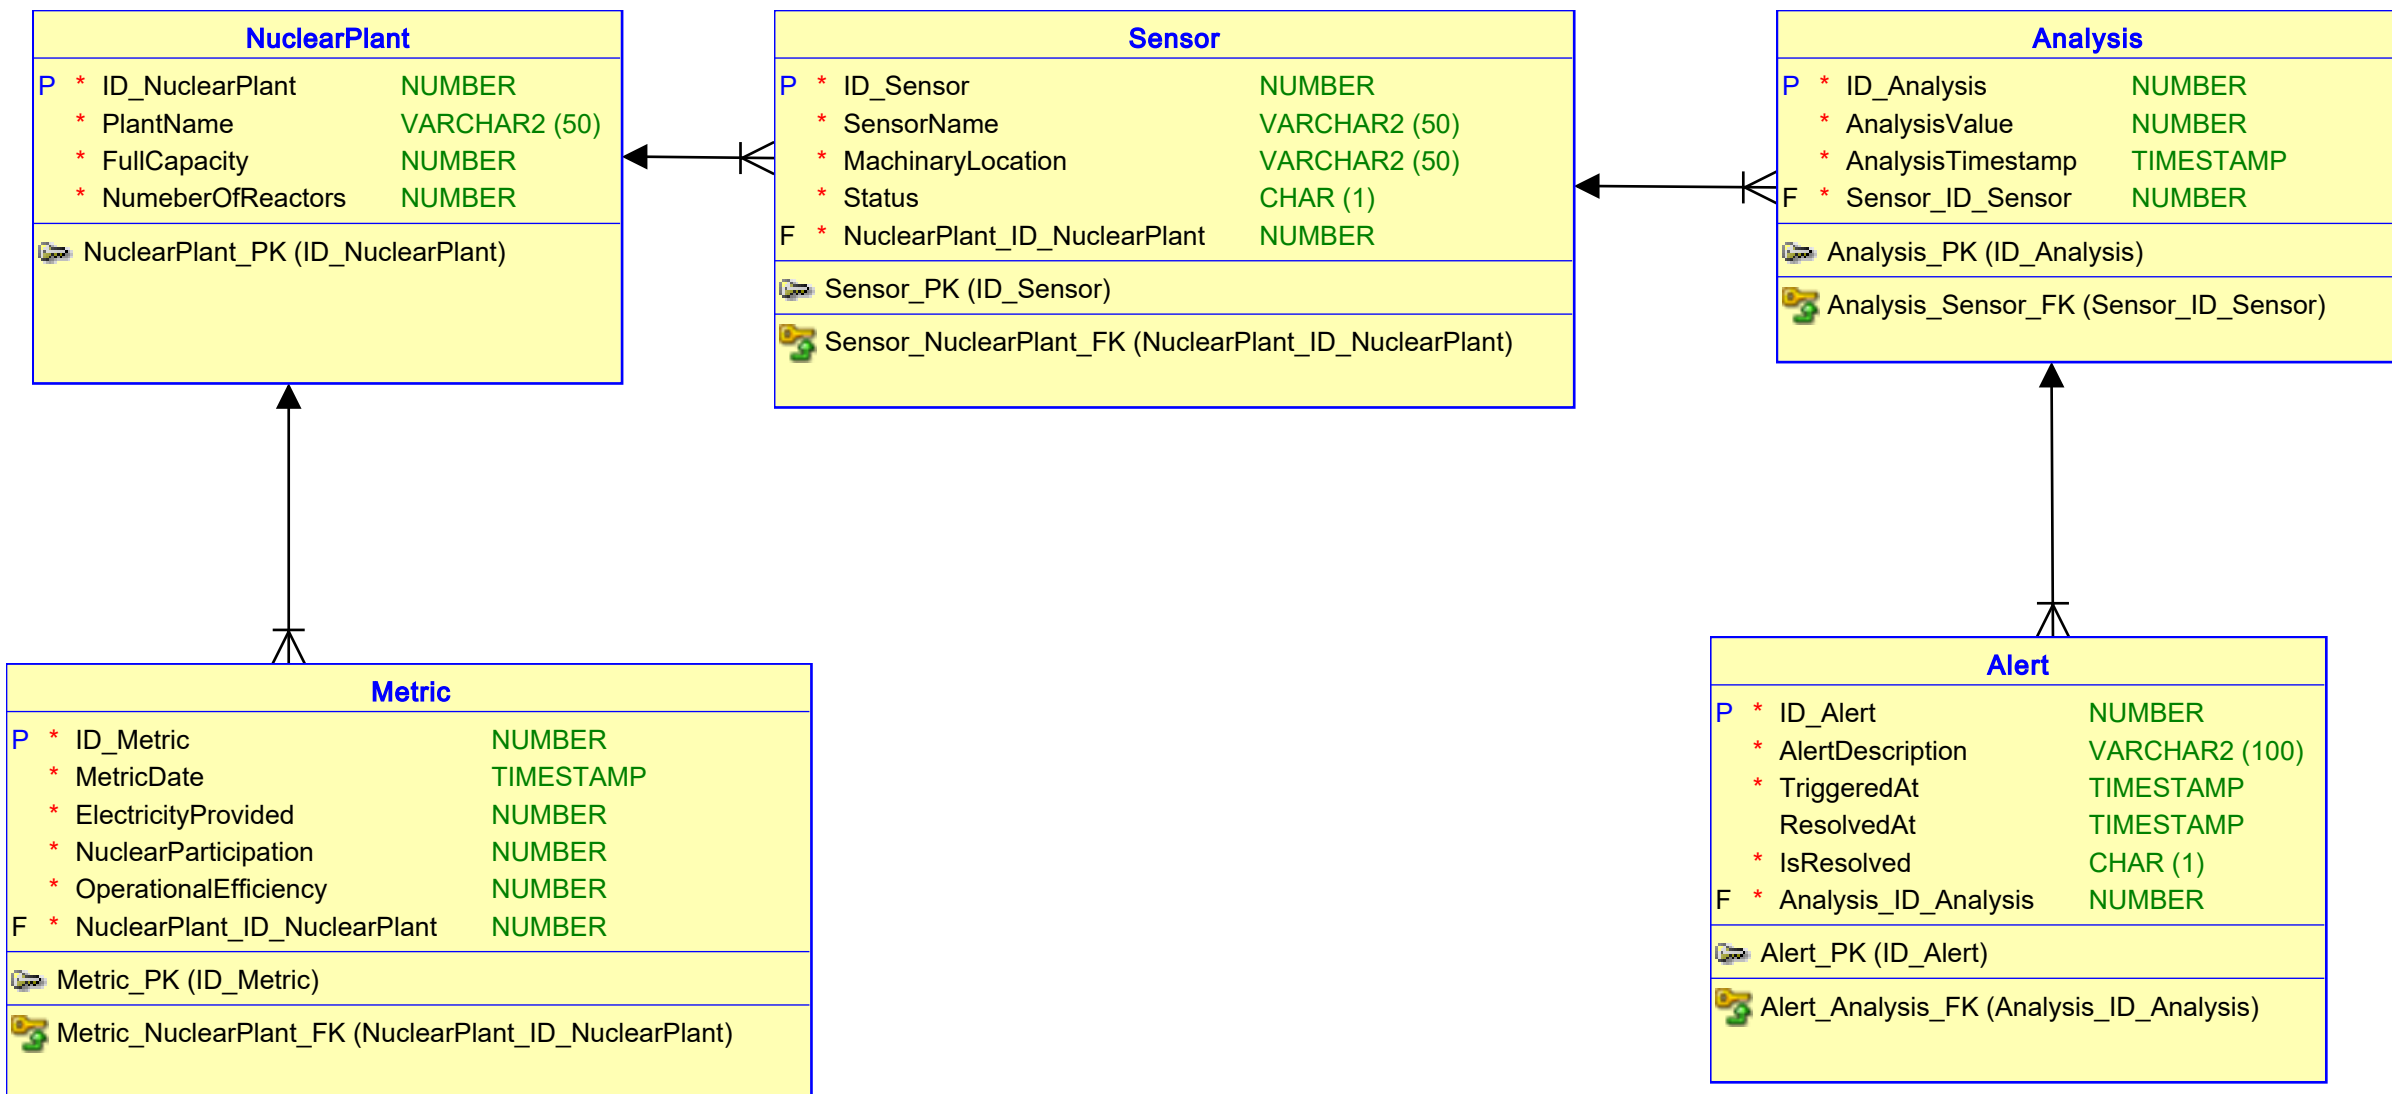 NuclearPlant
P * ID_NuclearPlant NUMBER
* PlantName VARCHAR2 (50)
* FullCapacity NUMBER
* NumeberOfReactors NUMBER
NuclearPlant_PK (ID_NuclearPlant)
Sensor
P * ID_Sensor NUMBER
* SensorName VARCHAR2 (50)
* MachinaryLocation VARCHAR2 (50)
* Status CHAR (1)
F * NuclearPlant_ID_NuclearPlant NUMBER
Sensor_PK (ID_Sensor)
Sensor_NuclearPlant_FK (NuclearPlant_ID_NuclearPlant)
Analysis
P * ID_Analysis NUMBER
* AnalysisValue NUMBER
* AnalysisTimestamp TIMESTAMP
F * Sensor_ID_Sensor NUMBER
Analysis_PK (ID_Analysis)
Analysis_Sensor_FK (Sensor_ID_Sensor)
Metric
P * ID_Metric NUMBER
* MetricDate TIMESTAMP
* ElectricityProvided NUMBER
* NuclearParticipation NUMBER
* OperationalEfficiency NUMBER
F * NuclearPlant_ID_NuclearPlant NUMBER
Metric_PK (ID_Metric)
Metric_NuclearPlant_FK (NuclearPlant_ID_NuclearPlant)
Alert
P * ID_Alert NUMBER
* AlertDescription VARCHAR2 (100)
* TriggeredAt TIMESTAMP
ResolvedAt TIMESTAMP
* IsResolved CHAR (1)
F * Analysis_ID_Analysis NUMBER
Alert_PK (ID_Alert)
Alert_Analysis_FK (Analysis_ID_Analysis)